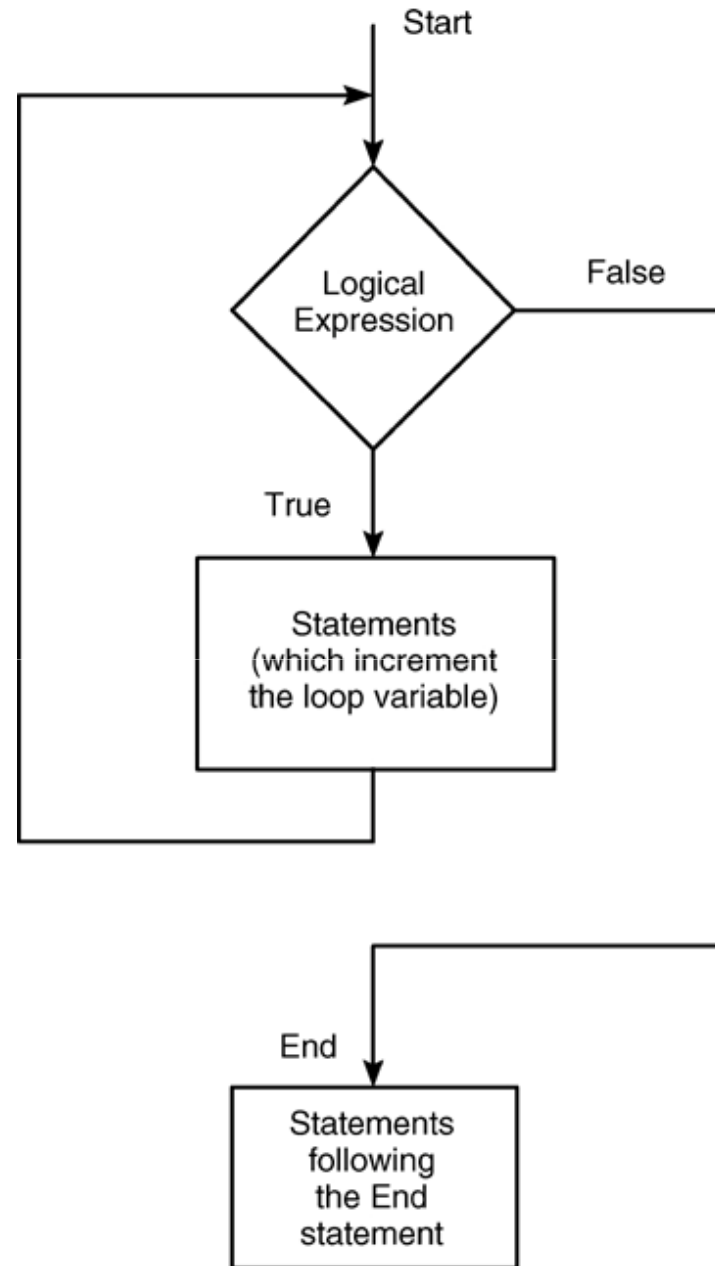 Start
Logical
Expression
False
True
Statements
(which increment
the loop variable)
End
Statements
following
the End
statement